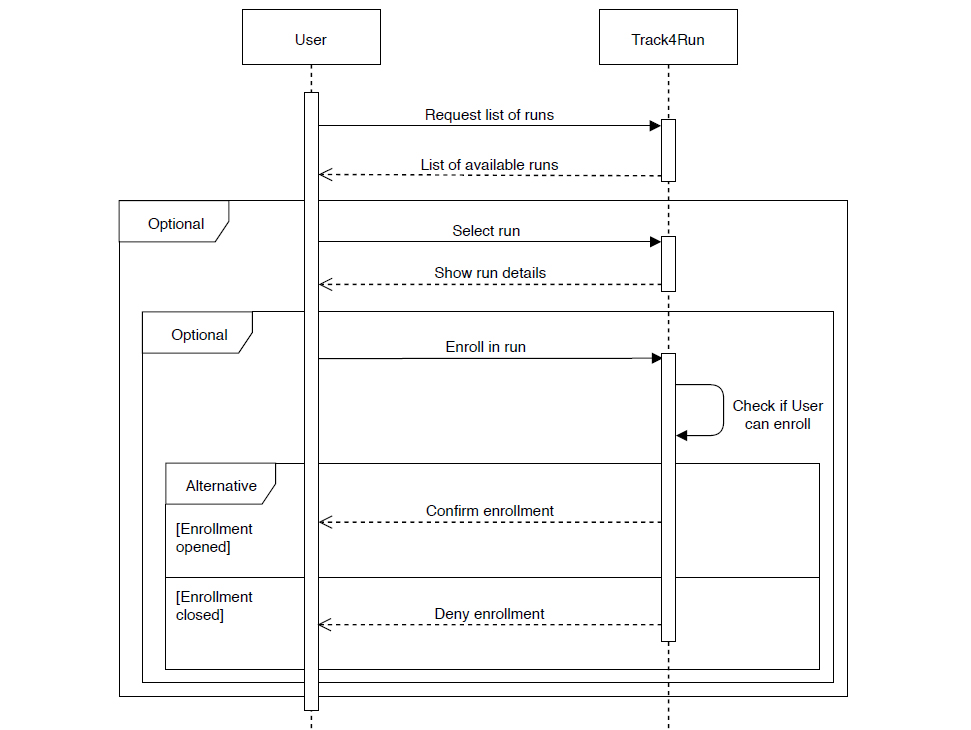 User
Track4Run
Request list of runs
List of available runs
Optional
Select run
Show run details
Optional
Enroll in run
Check if User
can enroll
Alternative
Confirm enrollment
[Enrollment
opened]
[Enrollment
closed]
Deny enrollment